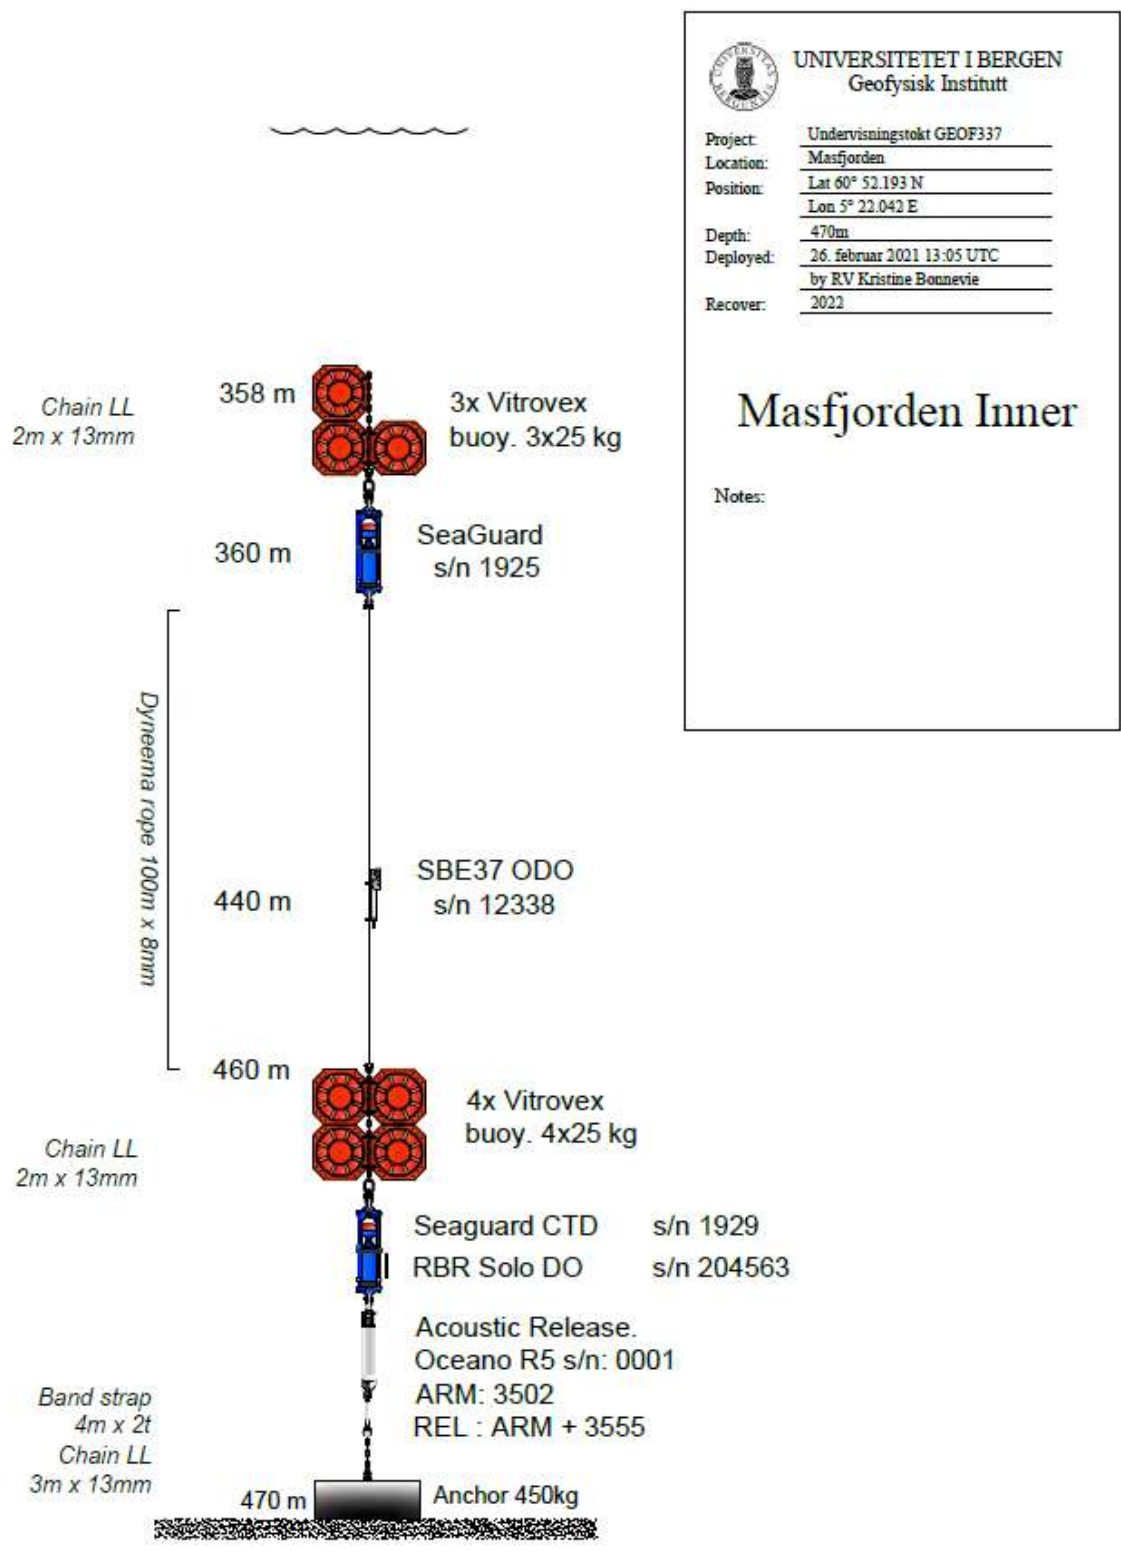 UNIVERSITAS BERGENSIS
UNIVERSITETET I BERGEN
Geofysisk Institutt
Project: Undervisningstokt GEOF337
Location: Masfjorden
Position: Lat 60° 52.193 N
Lon 5° 22.042 E
Depth: 470m
Deployed: 26. februar 2021 13:05 UTC
by RV Kristine Bonnevie
Recover: 2022
Masfjorden Inner
Notes:
358 m
Chain LL
2m x 13mm
3x Vitrovex
buoy. 3x25 kg
360 m
SeaGuard
s/n 1925
Dyneema rope 100m x 8mm
440 m
SBE37 ODO
s/n 12338
460 m
4x Vitrovex
buoy. 4x25 kg
Chain LL
2m x 13mm
Seaguard CTD s/n 1929
RBR Solo DO s/n 204563
Acoustic Release.
Oceano R5 s/n: 0001
ARM: 3502
REL : ARM + 3555
Band strap
4m x 2t
Chain LL
3m x 13mm
470 m
Anchor 450kg